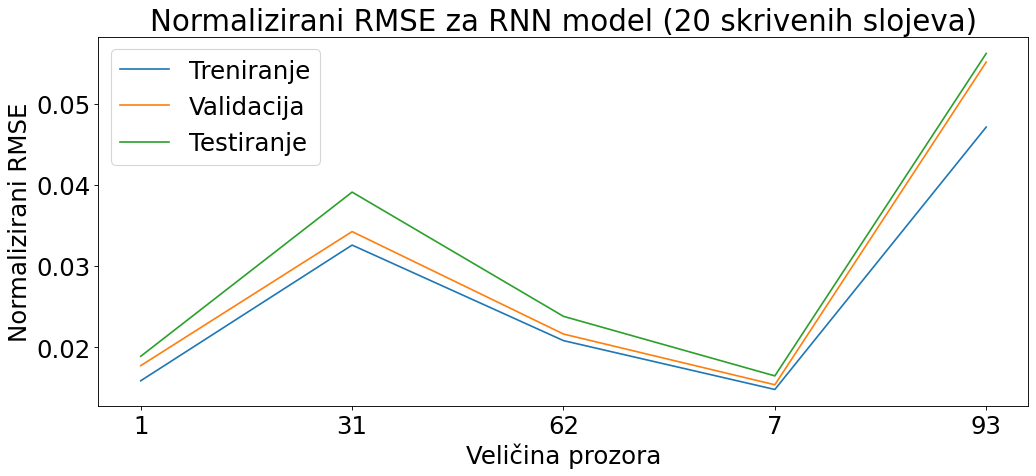 Normalizirani RMSE za RNN model (20 skrivenih slojeva)
Treniranje
Validacija
Testiranje
Normalizirani RMSE
0.05
0.04
0.03
0.02
1 31 62 7 93
Veličina prozora